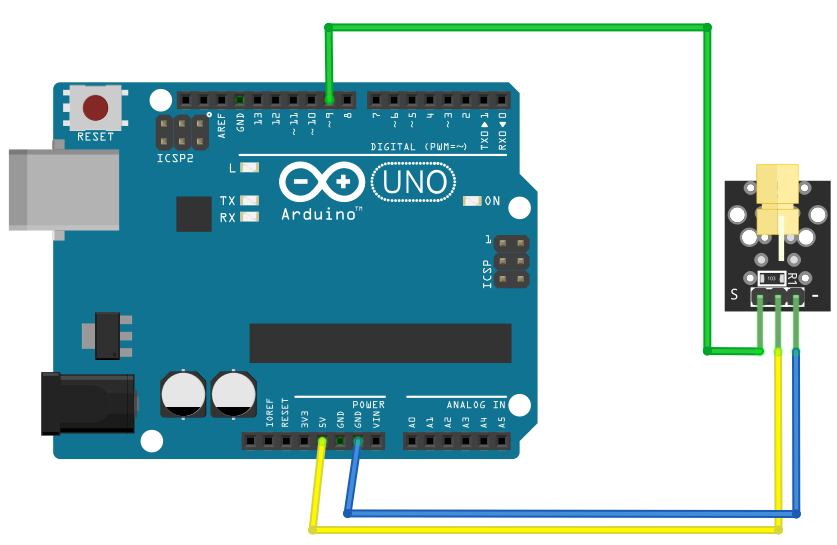 RESET
ICSP2
AREF
GND
13
12
~11
~10
~9
8
7
~6
~5
4
~3
2
TX0▶1
RX0◀0
DIGITAL (PWM=~)
L
TX
RX
Arduino™
UNO
ON
1
ICSP
IOREF
RESET
3V3
5V
GND
GND
VIN
POWER
ANALOG IN
A0
A1
A2
A3
A4
A5
103
R1
S
-